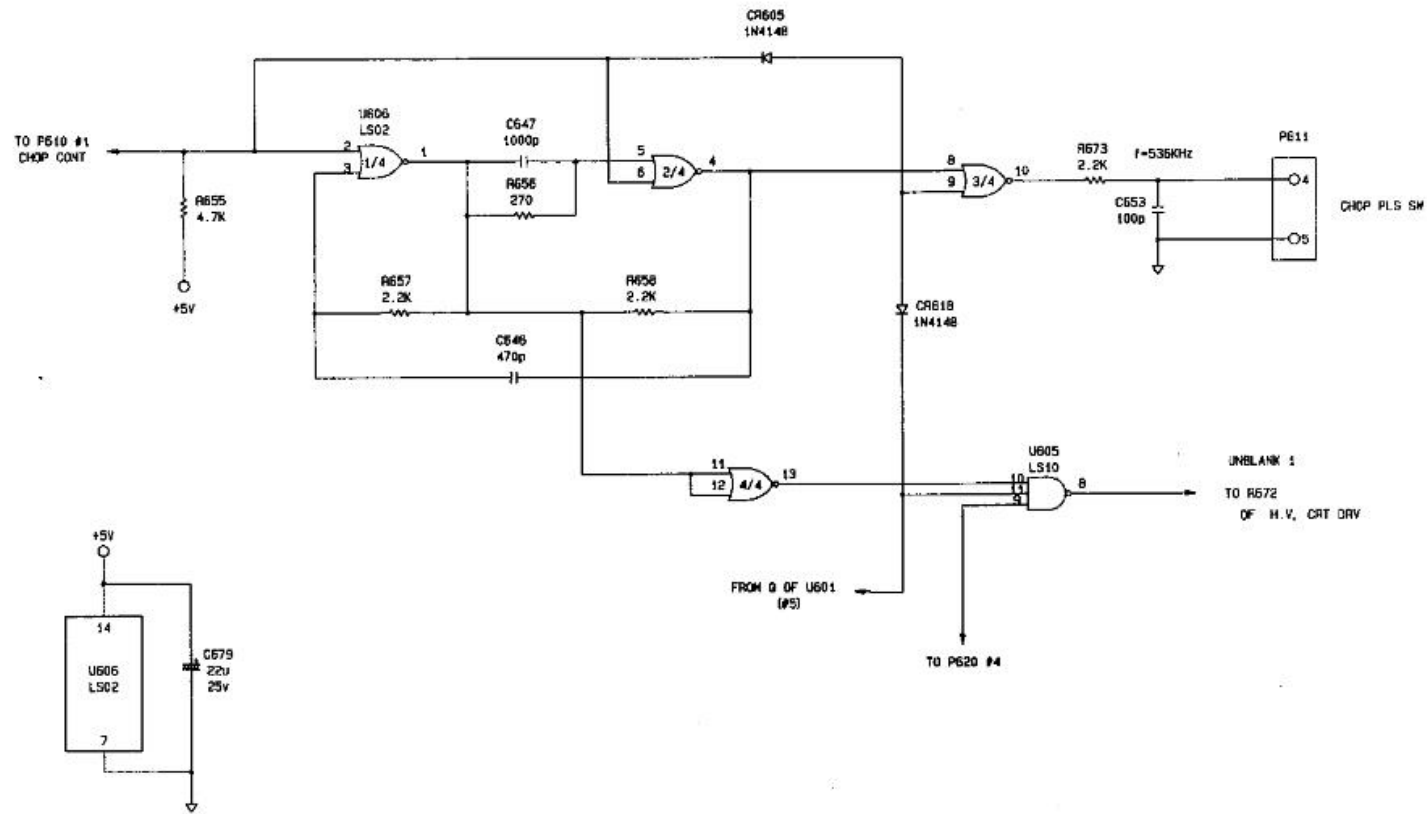 CR605
1N4148
U606
LS02
TO P610 #1
CHOP CONT
2
3
1/4
1
C647
1000p
R656
270
5
6
2/4
4
8
9
3/4
10
R673
2.2K
f=536KHz
C653
100p
P611
4
5
CHOP PLS SW
R655
4.7K
+5V
R657
2.2K
R658
2.2K
C646
470p
CR618
1N4148
11
12
4/4
13
U605
LS10
10
11
9
8
UNBLANK 1
TO R672
OF H.V, CRT DRV
FROM Q OF U601
(#5)
TO P620 #4
+5V
14
U606
LS02
7
C679
22u
25v